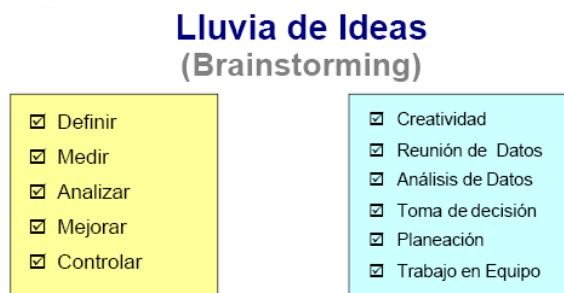 Lluvia de Ideas
(Brainstorming)
Definir
Medir
Analizar
Mejorar
Controlar
Creatividad
Reunión de Datos
Análisis de Datos
Toma de decisión
Planeación
Trabajo en Equipo